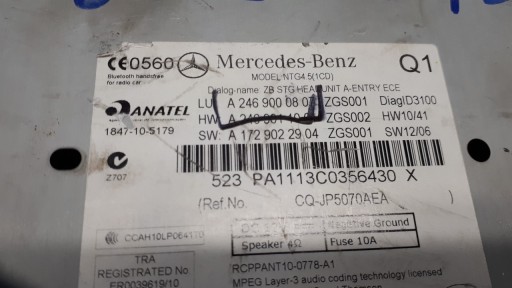 CE0560
Bluetooth handsfree
for radio car
Mercedes-Benz
Q1
MODEL:NTG4.5(1CD)
Dialog-name: ZB STG HEADUNIT A-ENTRY ECE
LU: A 246 900 08 ZGS001 DiagID3100
HW: ZGS002 HW10/41
SW: A 172 902 29 04 ZGS001 SW12/06
ANATEL
1847-10-5179
Z707
523 PA1113C0356430 X
(Ref.No. CQ-JP5070AEA )
CCAH10LP0641T0
DC 12V Negative Ground
Speaker 4Ω Fuse 10A
TRA
REGISTERED No:
ER0039619/10
RCPPANT10-0778-A1
MPEG Layer-3 audio coding technology licensed